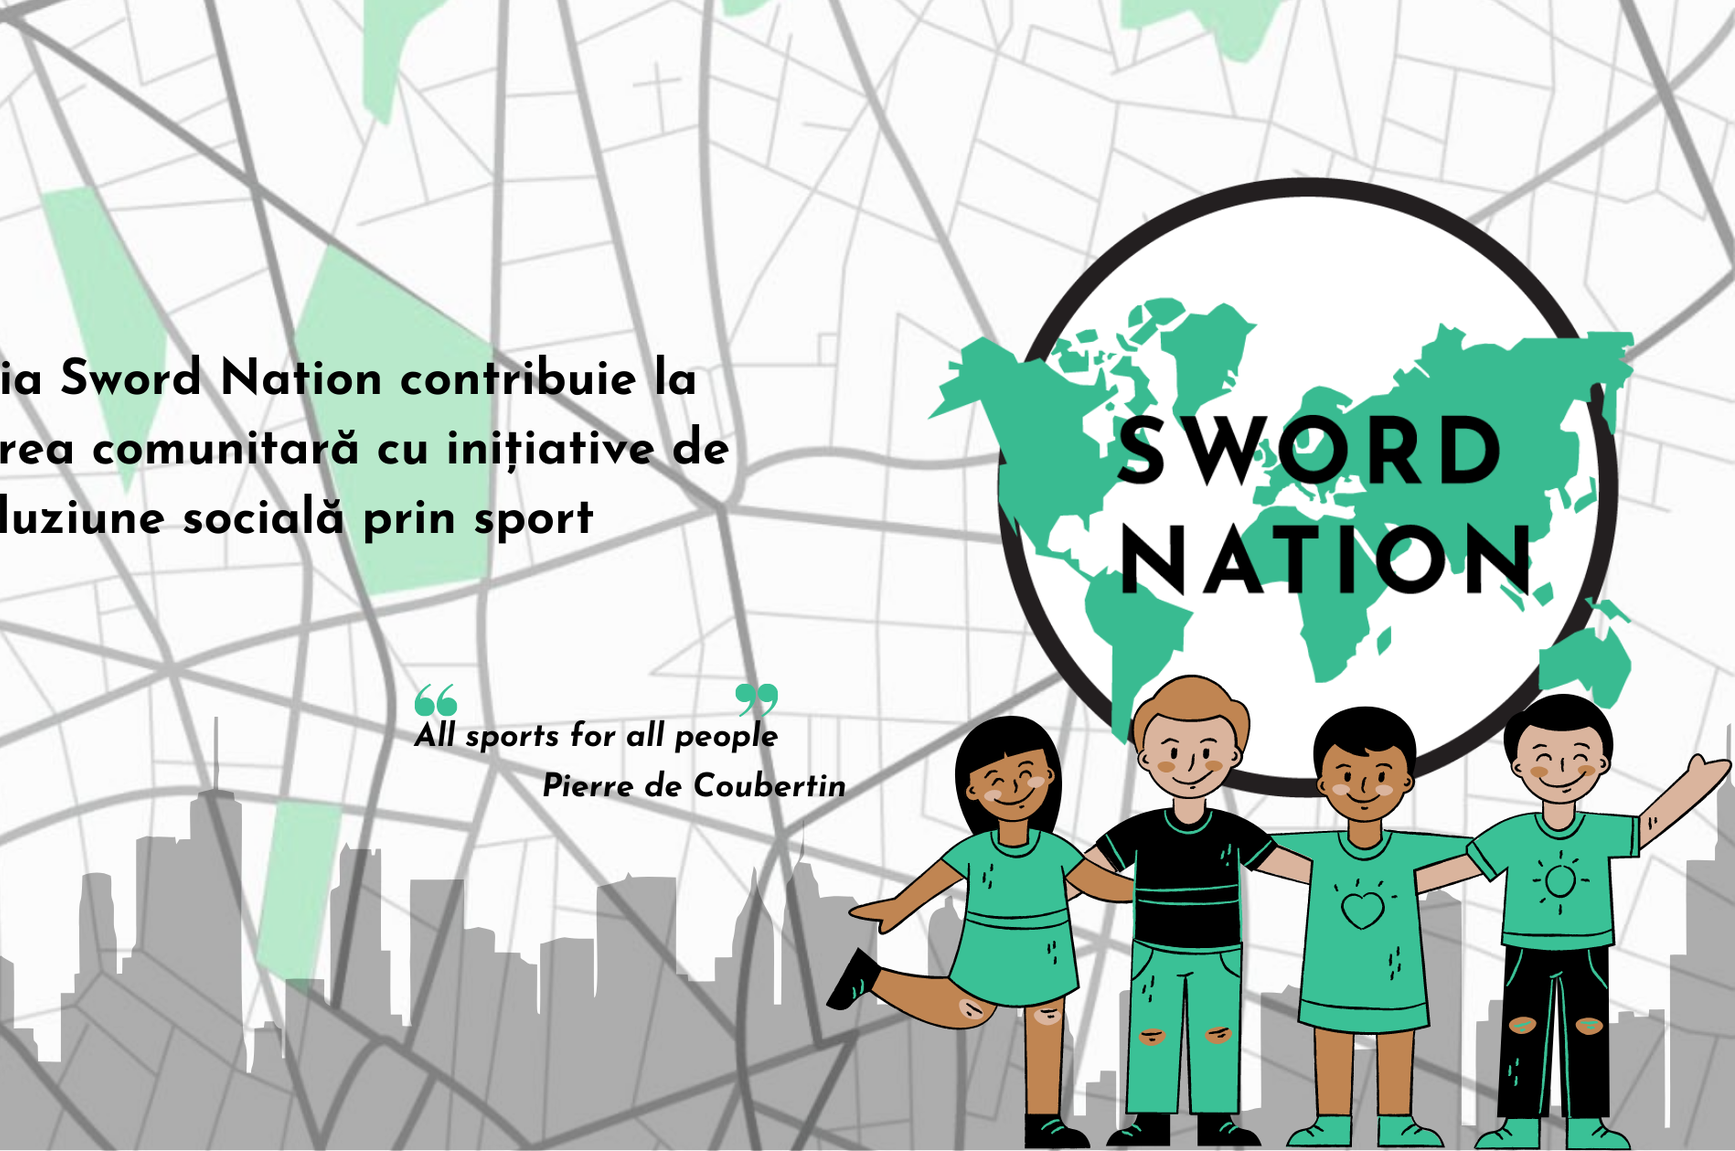 ia Sword Nation contribuie la
rea comunitară cu inițiative de
luziune socială prin sport
SWORD
NATION
“ ”
All sports for all people
Pierre de Coubertin